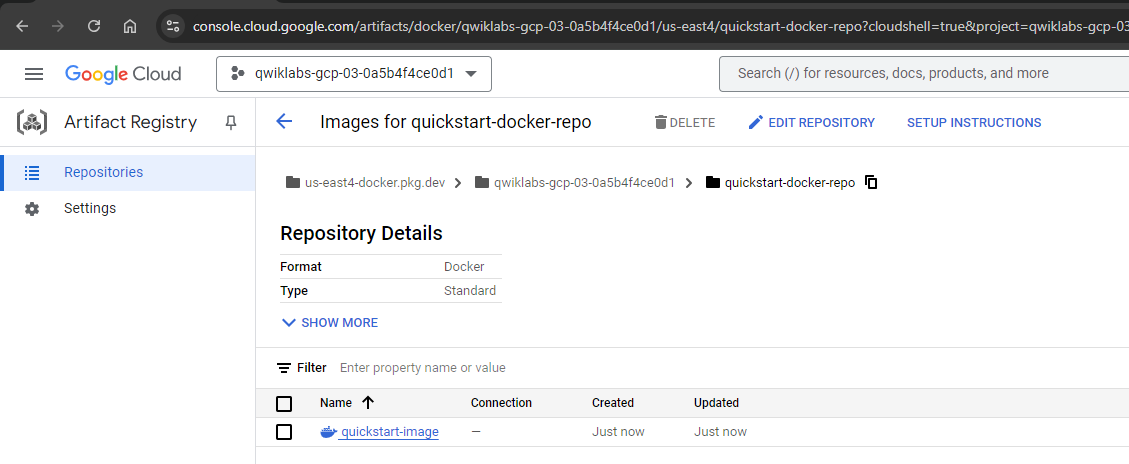 console.cloud.google.com/artifacts/docker/qwiklabs-gcp-03-0a5b4f4ce0d1/us-east4/quickstart-docker-repo?cloudshell=true&project=qwiklabs-gcp-03
Google Cloud
qwiklabs-gcp-03-0a5b4f4ce0d1
Search (/) for resources, docs, products, and more
Artifact Registry
Images for quickstart-docker-repo
DELETE
EDIT REPOSITORY
SETUP INSTRUCTIONS
Repositories
Settings
us-east4-docker.pkg.dev
qwiklabs-gcp-03-0a5b4f4ce0d1
quickstart-docker-repo
Repository Details
Format Docker
Type Standard
SHOW MORE
Filter Enter property name or value
Name Connection Created Updated
quickstart-image — Just now Just now